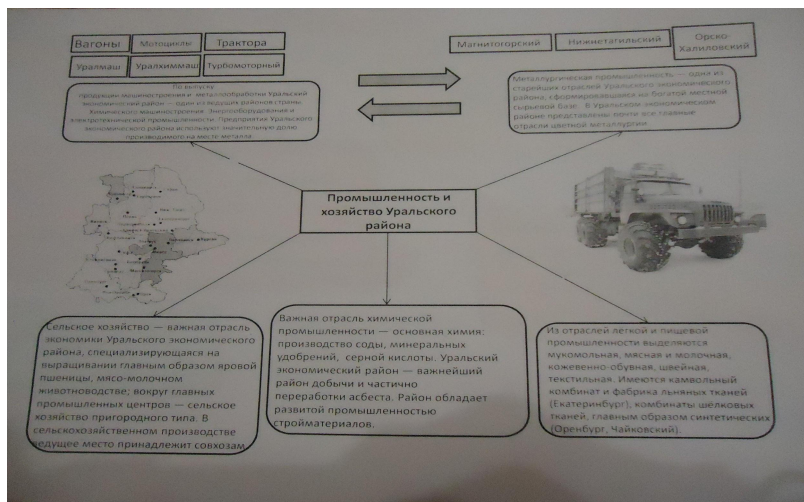 Вагоны
Мотоциклы
Трактора
Уралмаш
Уралхиммаш
Турбомоторный
По выпуску
Продукции машиностроения и металлообработки Уральский
экономический район — один из ведущих районов страны.
Химического машиностроения. Энергооборудования и
электротехнической промышленности. Предприятия Уральского
экономического района используют значительную долю
производимого на месте металла.
Магнитогорский
Нижнетагильский
Орско-
Халиловский
Металлургическая промышленность — одна из
старейших отраслей Уральского экономического
района, сформировавшаяся на богатой местной
сырьевой базе. В Уральском экономическом
районе представлены почти все главные
отрасли цветной металлургии.
Промышленность и
хозяйство Уральского
района
Сельское хозяйство — важная отрасль
экономики Уральского экономического
района, специализирующаяся на
выращивании главным образом яровой
пшеницы, мясо-молочном
животноводстве; вокруг главных
промышленных центров — сельское
хозяйство пригородного типа. В
сельскохозяйственном производстве
ведущее место принадлежит совхозам
Важная отрасль химической
промышленности — основная химия:
производство соды, минеральных
удобрений, серной кислоты. Уральский
экономический район — важнейший
район добычи и частично
переработки асбеста. Район обладает
развитой промышленностью
стройматериалов.
Из отраслей легкой и пищевой
промышленности выделяются
мукомольная, мясная и молочная,
кожевенно-обувная, швейная,
текстильная. Имеются камвольный
комбинат и фабрика льняных тканей
(Екатеринбург), комбинаты шёлковых
тканей, главным образом синтетических
(Оренбург, Чайковский).